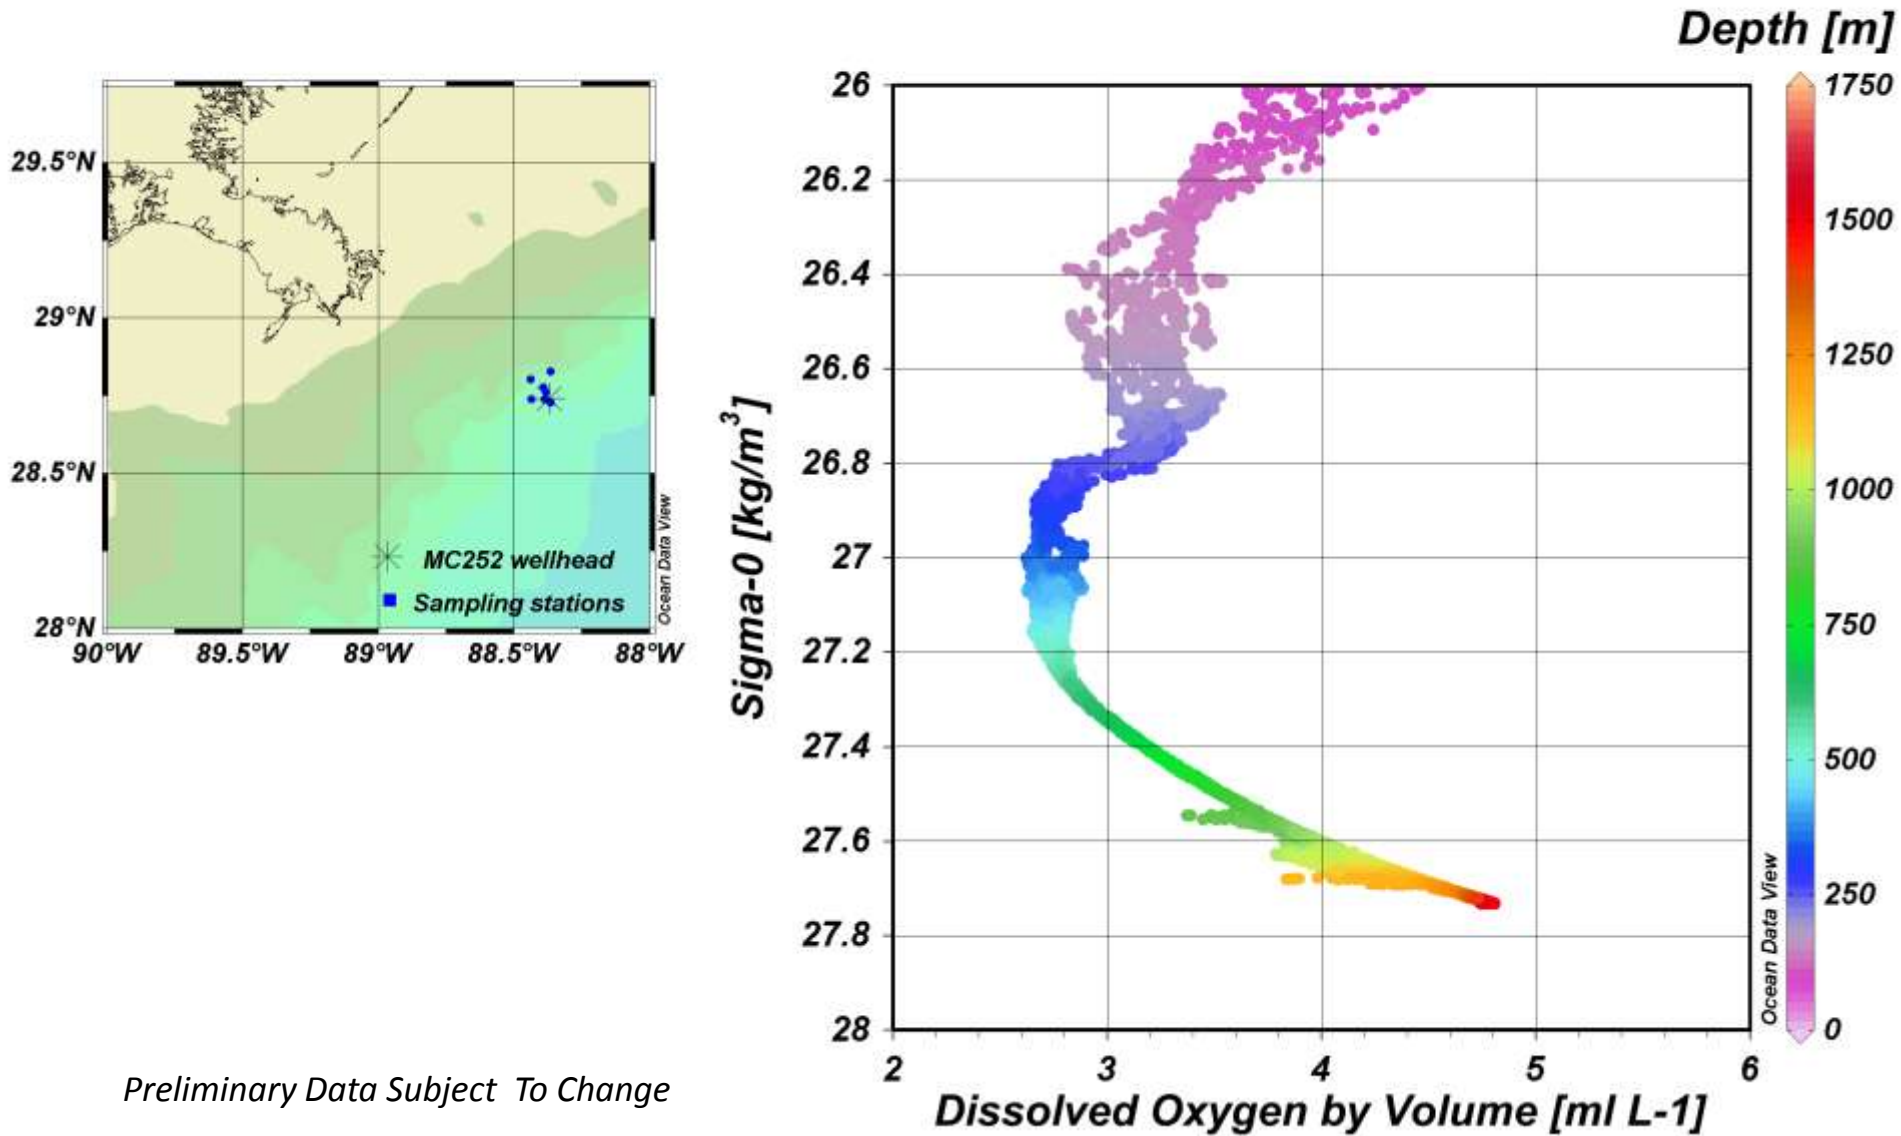 29.5°N
29°N
28.5°N
28°N
90°W 89.5°W 89°W 88.5°W 88°W
MC252 wellhead
Sampling stations
Ocean Data View
Preliminary Data Subject To Change
Depth [m]
Sigma-0 [kg/m³]
26
26.2
26.4
26.6
26.8
27
27.2
27.4
27.6
27.8
28
2 3 4 5 6
Dissolved Oxygen by Volume [ml L-1]
Ocean Data View
1750
1500
1250
1000
750
500
250
0